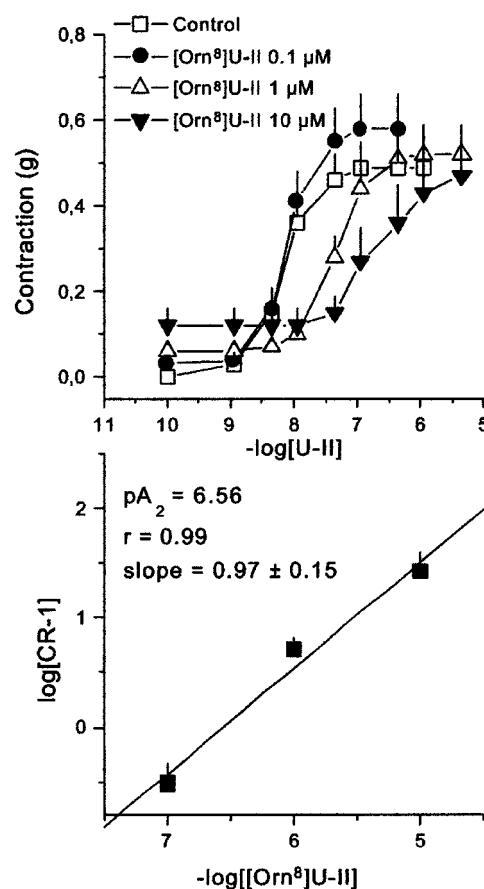 Control
[Orn⁸]U-II 0.1 µM
[Orn⁸]U-II 1 µM
[Orn⁸]U-II 10 µM
Contraction (g)
0,8
0,6
0,4
0,2
0,0
11 10 9 8 7 6 5
-log[U-II]
pA₂ = 6.56
r = 0.99
slope = 0.97 ± 0.15
log[CR-1]
2
1
0
7 6 5
-log[[Orn⁸]U-II]